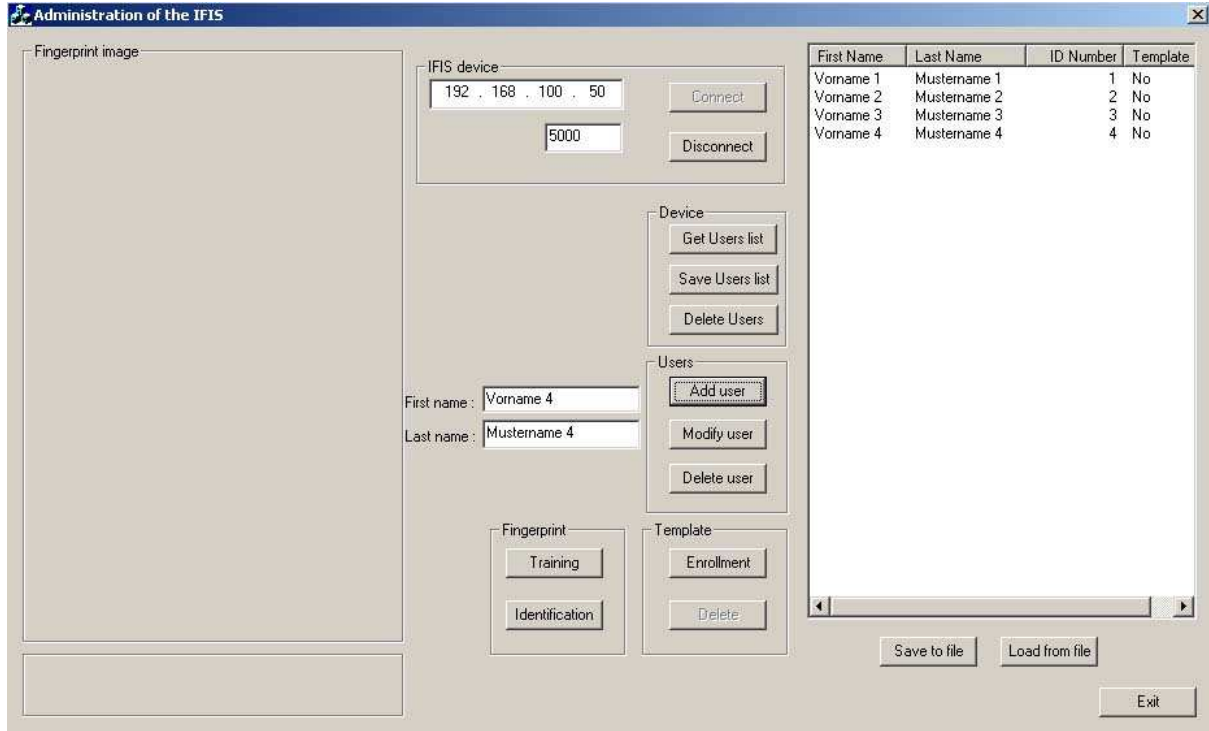 Administration of the IFIS
Fingerprint image
IFIS device
192 . 168 . 100 . 50
Connect
5000
Disconnect
Device
Get Users list
Save Users list
Delete Users
Users
Add user
First name : Vorname 4
Last name : Mustername 4
Modify user
Delete user
Fingerprint
Training
Identification
Template
Enrollment
Delete
First Name Last Name ID Number Template
Vorname 1 Mustername 1 1 No
Vorname 2 Mustername 2 2 No
Vorname 3 Mustername 3 3 No
Vorname 4 Mustername 4 4 No
Save to file
Load from file
Exit